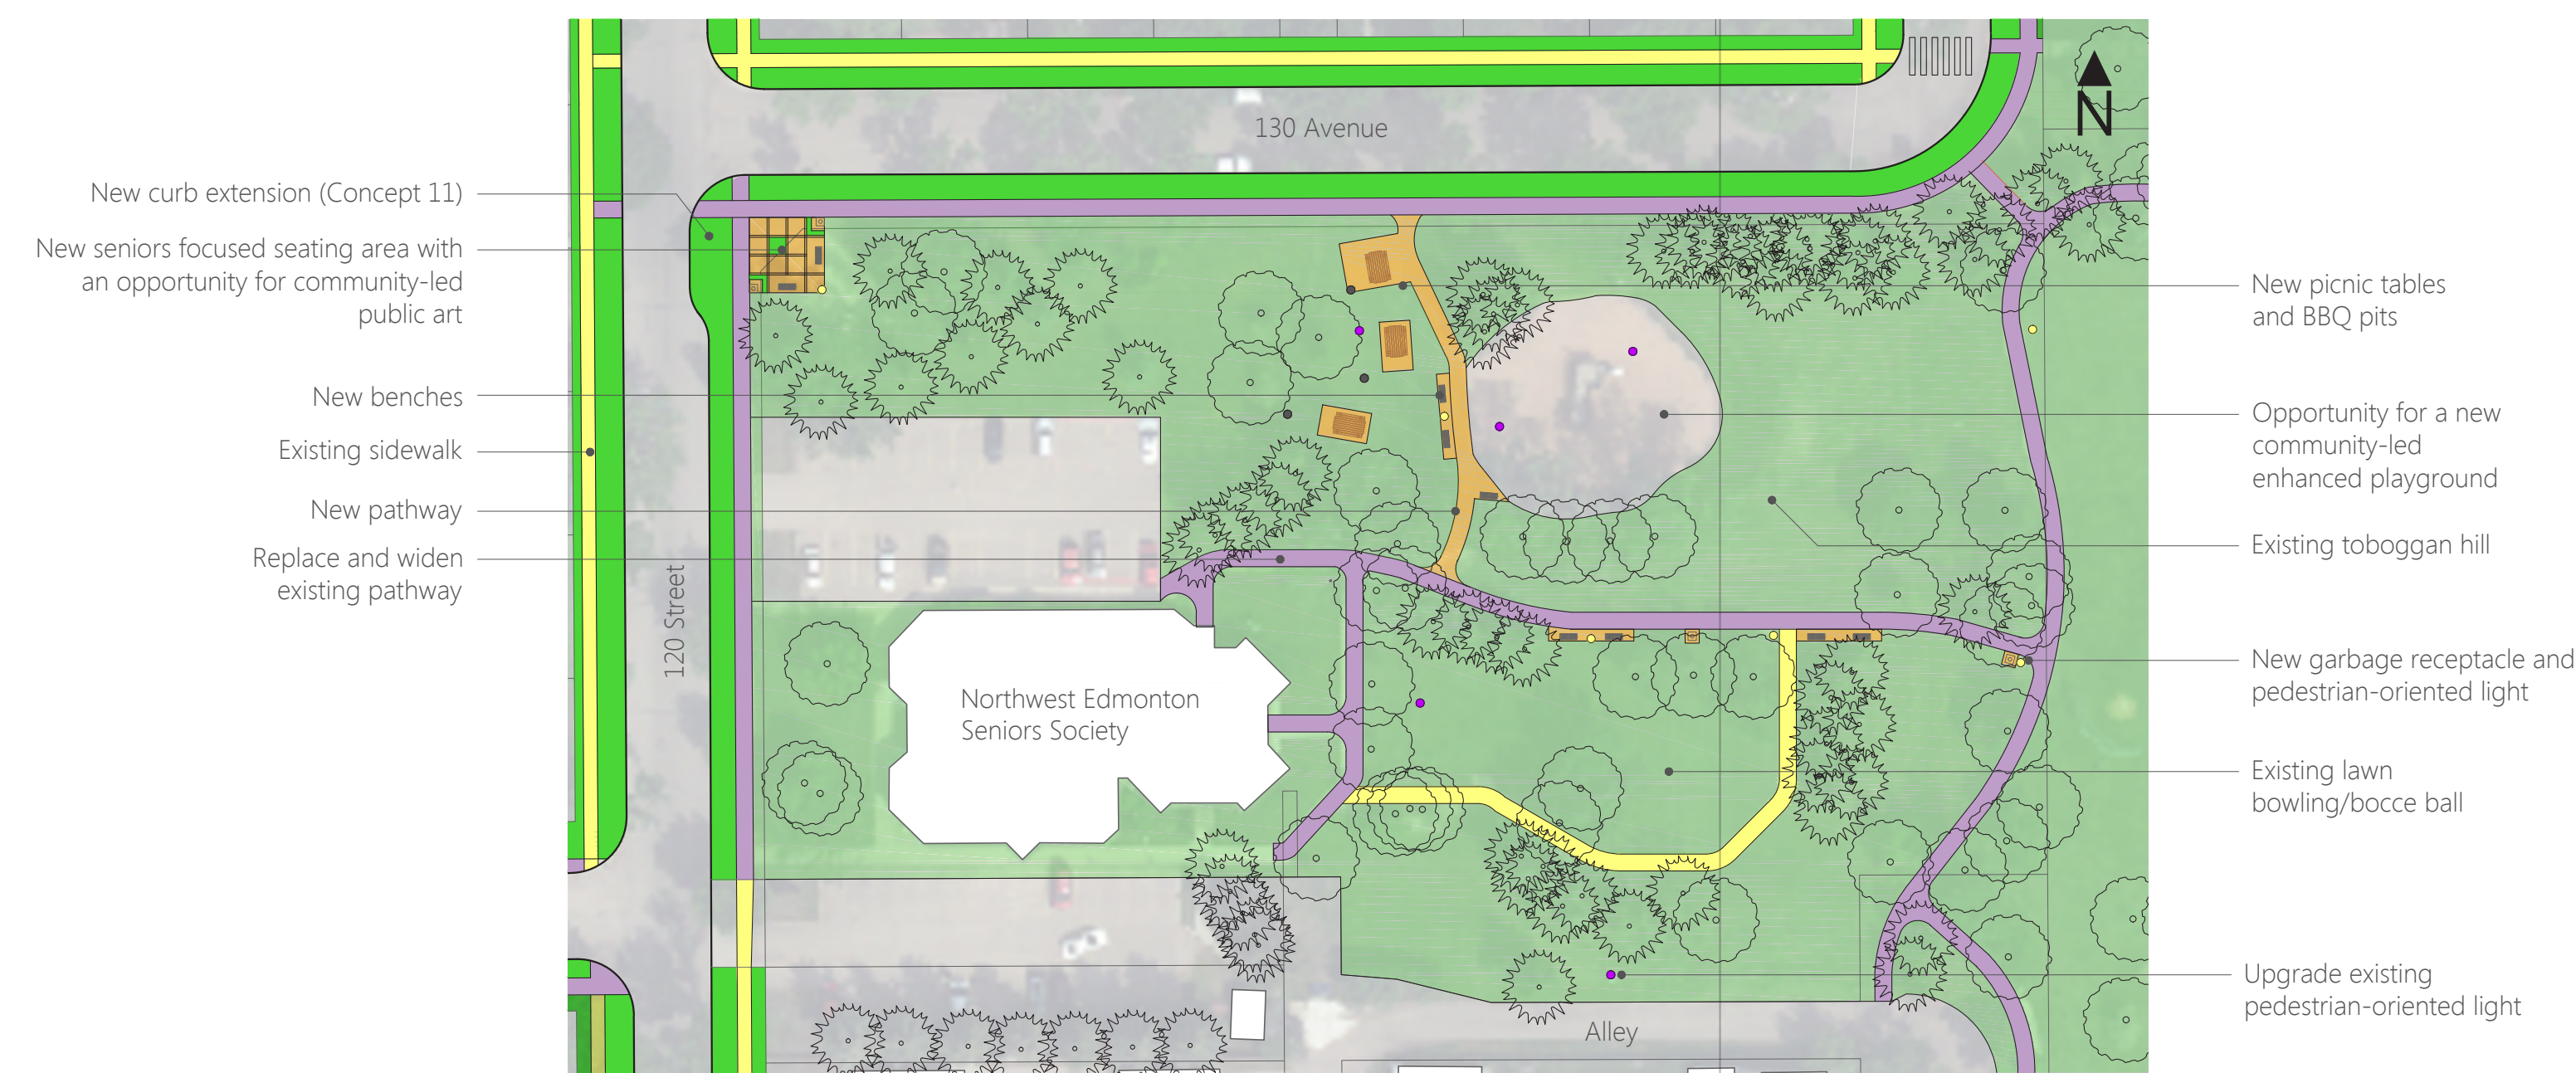 130 Avenue
N
New curb extension (Concept 11)
New seniors focused seating area with
an opportunity for community-led
public art
New benches
Existing sidewalk
New pathway
Replace and widen
existing pathway
120 Street
Northwest Edmonton
Seniors Society
New picnic tables
and BBQ pits
Opportunity for a new
community-led
enhanced playground
Existing toboggan hill
New garbage receptacle and
pedestrian-oriented light
Existing lawn
bowling/bocce ball
Upgrade existing
pedestrian-oriented light
Alley